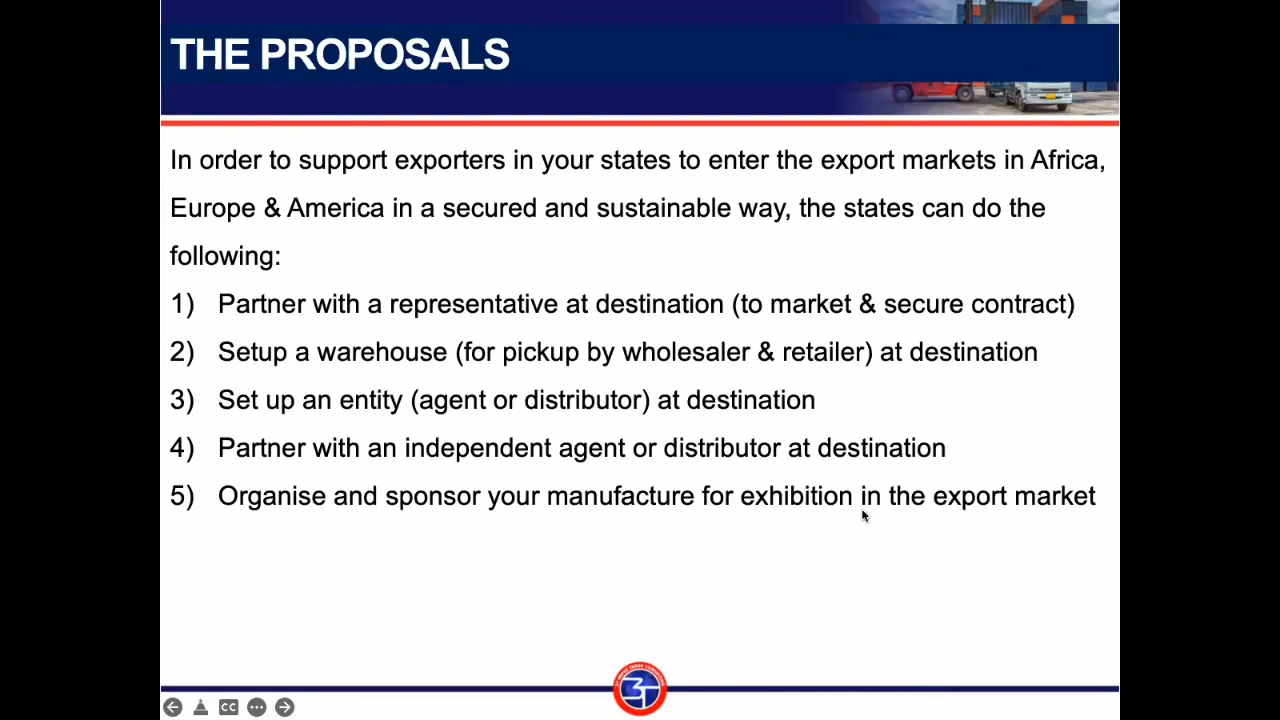 THE PROPOSALS
In order to support exporters in your states to enter the export markets in Africa,
Europe & America in a secured and sustainable way, the states can do the
following:
1) Partner with a representative at destination (to market & secure contract)
2) Setup a warehouse (for pickup by wholesaler & retailer) at destination
3) Set up an entity (agent or distributor) at destination
4) Partner with an independent agent or distributor at destination
5) Organise and sponsor your manufacture for exhibition in the export market
3T
CC